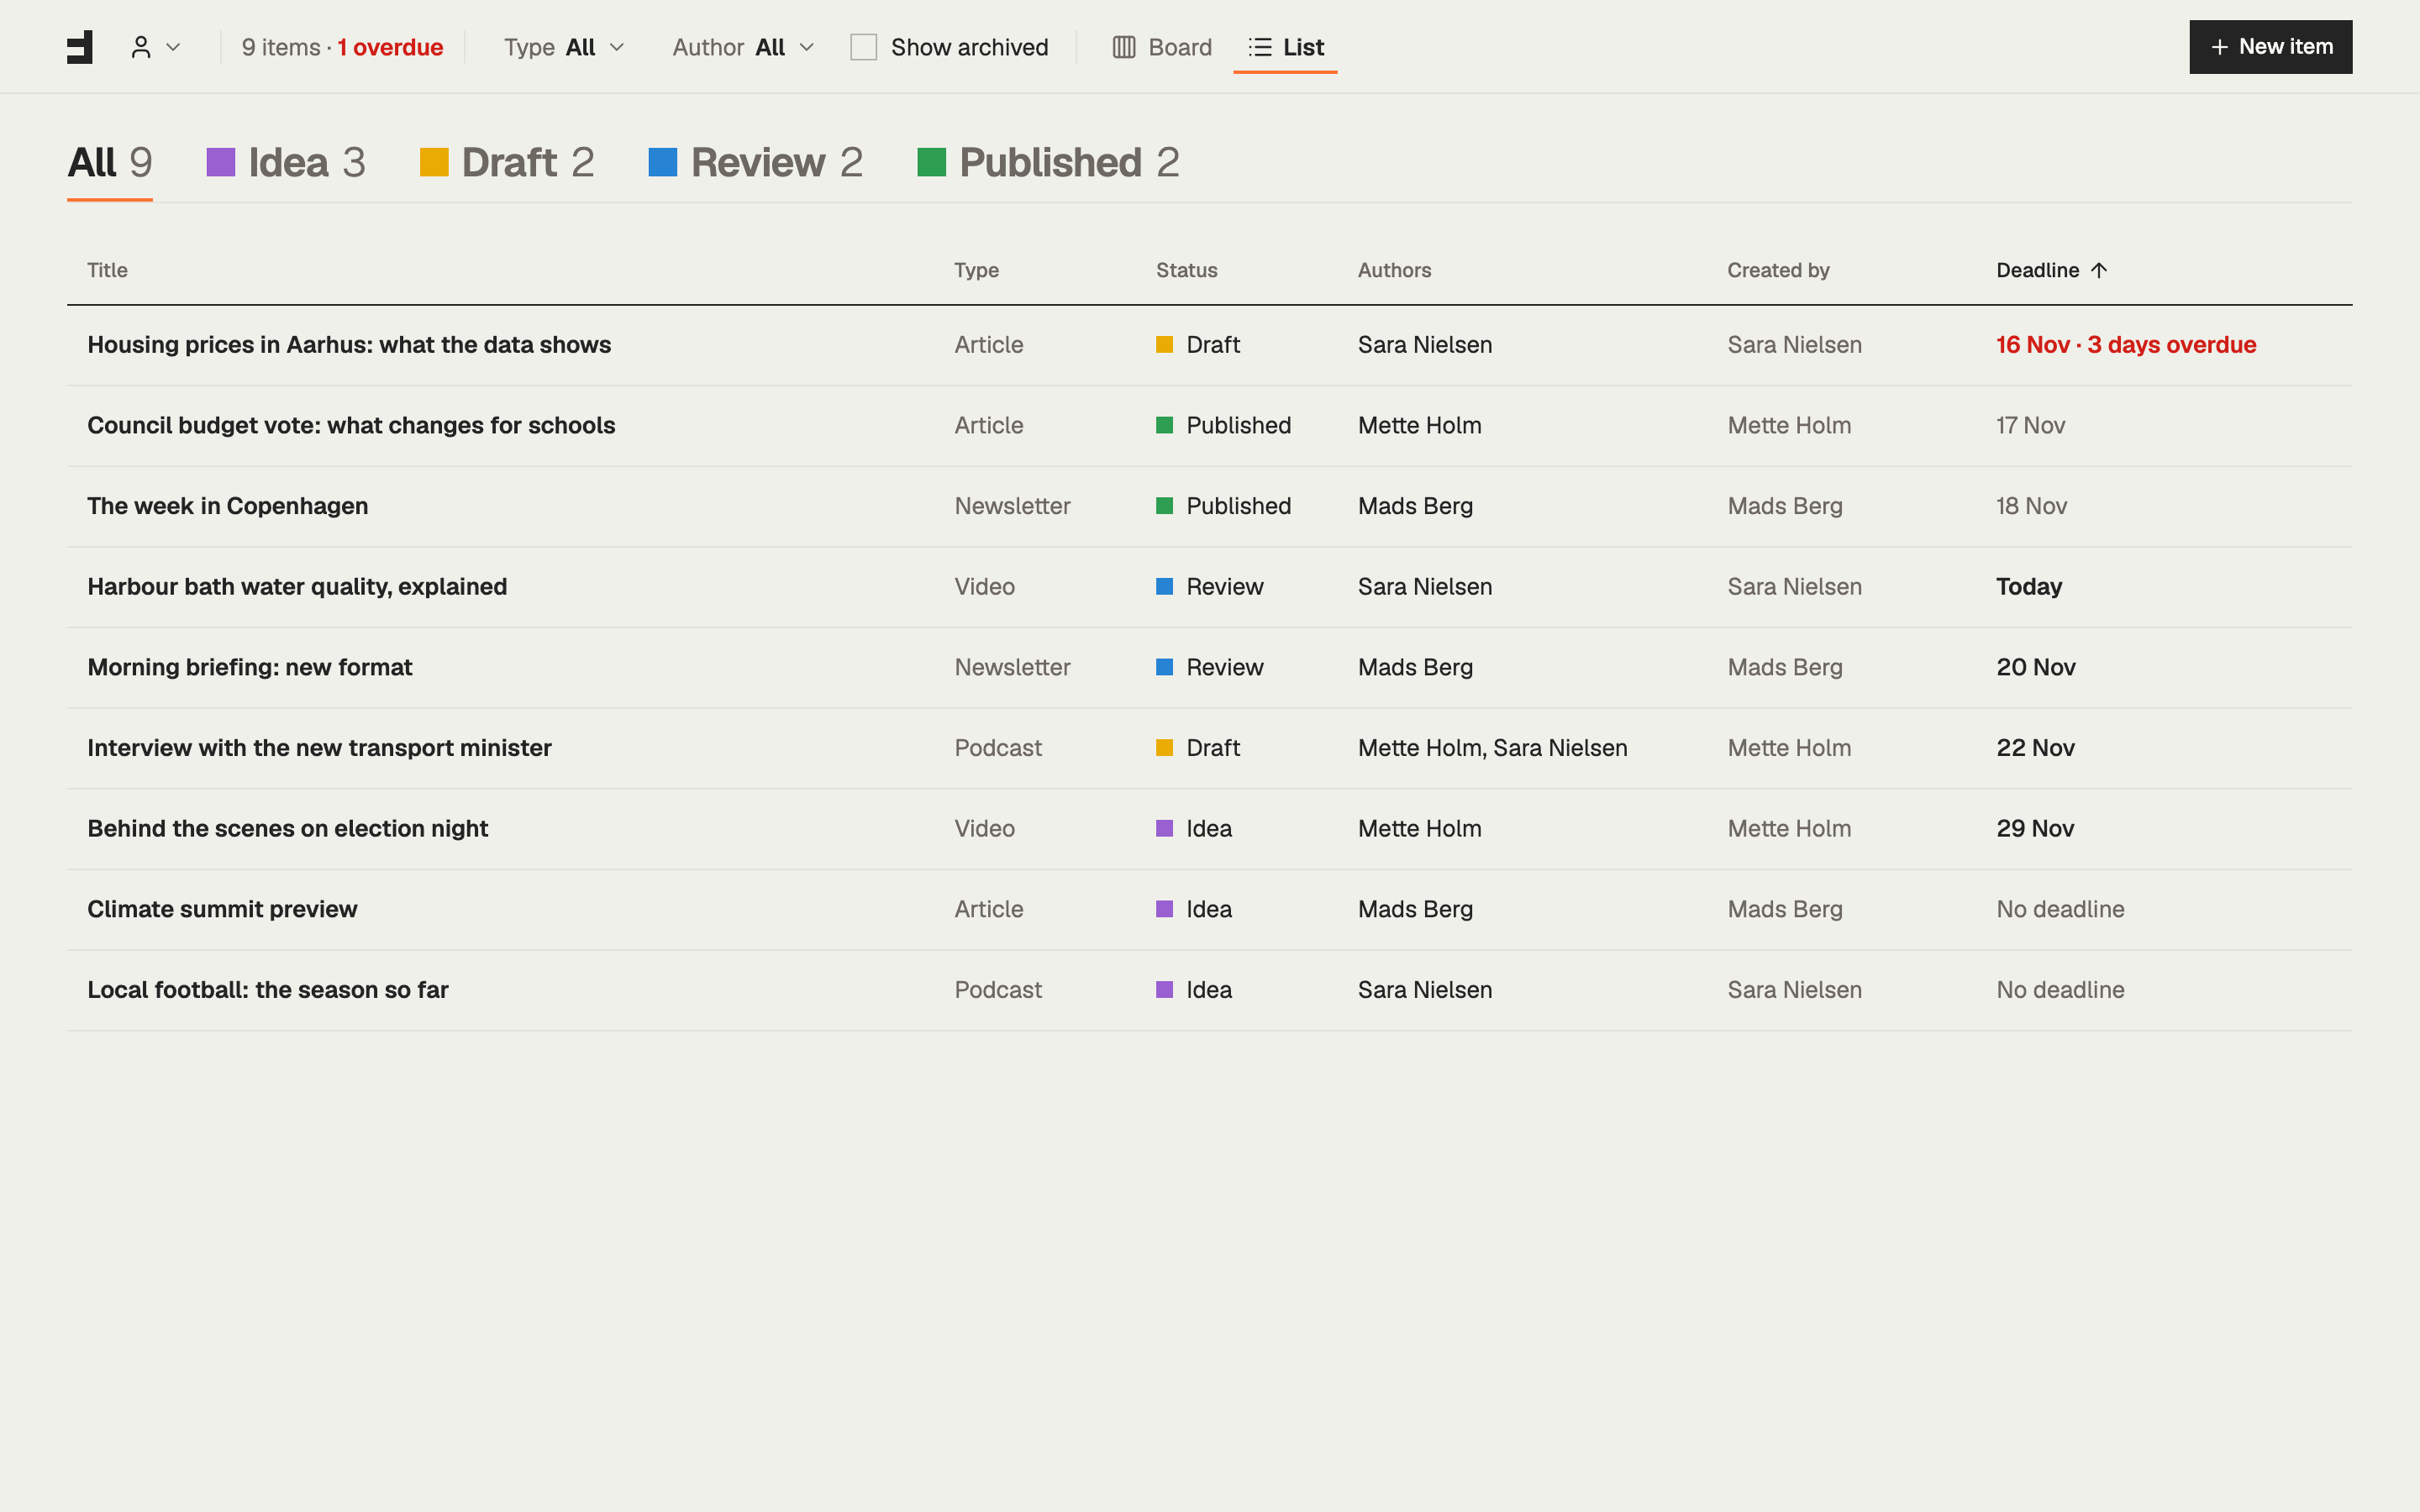 9 items · 1 overdue Type All Author All Show archived Board List + New item
All 9 Idea 3 Draft 2 Review 2 Published 2
Title Type Status Authors Created by Deadline ↑
Housing prices in Aarhus: what the data shows Article Draft Sara Nielsen Sara Nielsen 16 Nov · 3 days overdue
Council budget vote: what changes for schools Article Published Mette Holm Mette Holm 17 Nov
The week in Copenhagen Newsletter Published Mads Berg Mads Berg 18 Nov
Harbour bath water quality, explained Video Review Sara Nielsen Sara Nielsen Today
Morning briefing: new format Newsletter Review Mads Berg Mads Berg 20 Nov
Interview with the new transport minister Podcast Draft Mette Holm, Sara Nielsen Mette Holm 22 Nov
Behind the scenes on election night Video Idea Mette Holm Mette Holm 29 Nov
Climate summit preview Article Idea Mads Berg Mads Berg No deadline
Local football: the season so far Podcast Idea Sara Nielsen Sara Nielsen No deadline